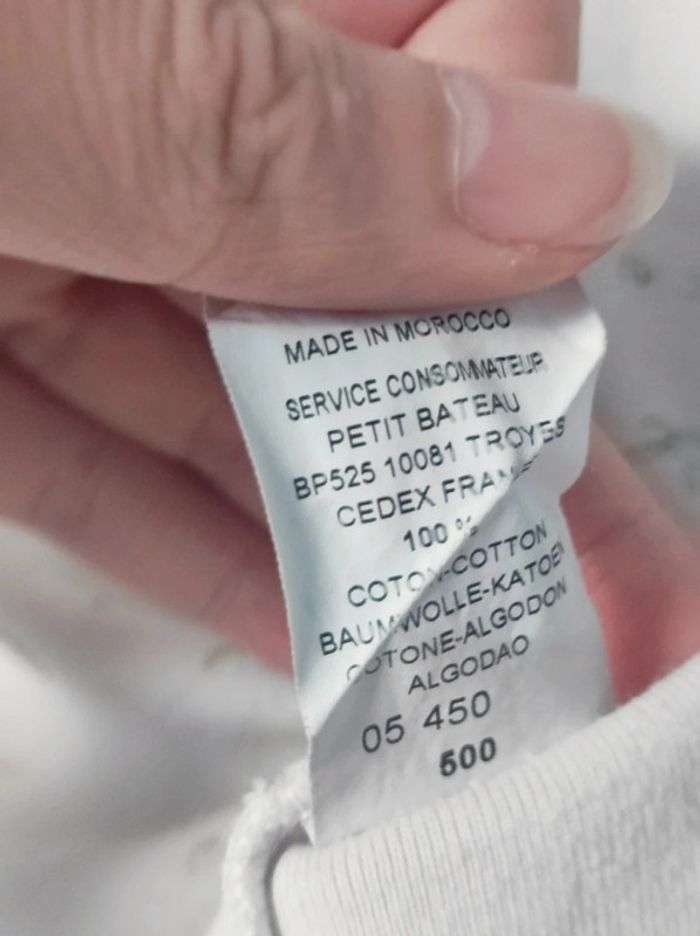 MADE IN MOROCCO
SERVICE CONSOMMATEUR
PETIT BATEAU
BP525 10081 TROYES
CEDEX FRANCE
100 %
COTON-COTTON
BAUMWOLLE-KATOEN
COTONE-ALGODON
ALGODAO
05 450
500